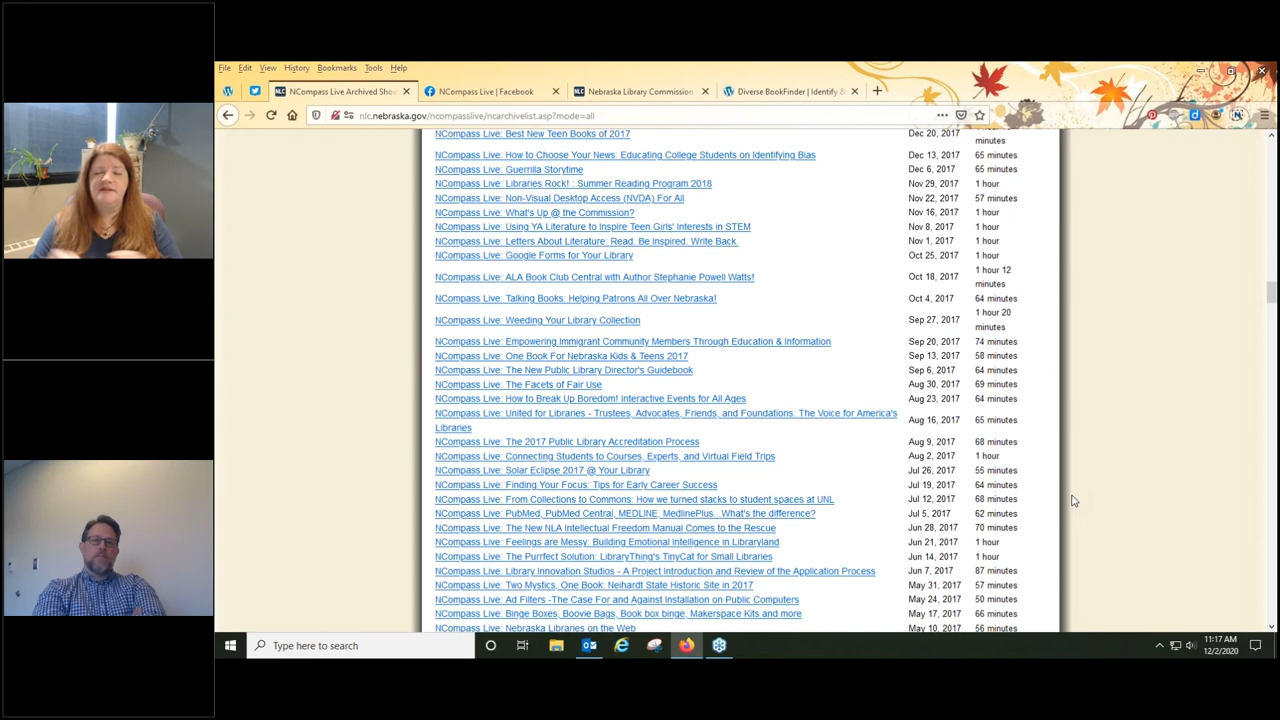 File Edit View History Bookmarks Tools Help
NCompass Live Archived Sho
NCompass Live | Facebook
Nebraska Library Commission
Diverse BookFinder | Identify &
nlc.nebraska.gov/ncompasslive/ncarchivelist.asp?mode=all
NCompass Live: Best New Teen Books of 2017 Dec 20, 2017
minutes
NCompass Live: How to Choose Your News: Educating College Students on Identifying Bias Dec 13, 2017 65 minutes
NCompass Live: Guerrilla Storytime Dec 6, 2017 65 minutes
NCompass Live: Libraries Rock! : Summer Reading Program 2018 Nov 29, 2017 1 hour
NCompass Live: Non-Visual Desktop Access (NVDA) For All Nov 22, 2017 57 minutes
NCompass Live: What's Up @ the Commission? Nov 16, 2017 1 hour
NCompass Live: Using YA Literature to Inspire Teen Girls' Interests in STEM Nov 8, 2017 1 hour
NCompass Live: Letters About Literature: Read. Be Inspired. Write Back. Nov 1, 2017 1 hour
NCompass Live: Google Forms for Your Library Oct 25, 2017 1 hour
NCompass Live: ALA Book Club Central with Author Stephanie Powell Watts! Oct 18, 2017 1 hour 12
minutes
NCompass Live: Talking Books: Helping Patrons All Over Nebraska! Oct 4, 2017 64 minutes
NCompass Live: Weeding Your Library Collection Sep 27, 2017 1 hour 20
minutes
NCompass Live: Empowering Immigrant Community Members Through Education & Information Sep 20, 2017 74 minutes
NCompass Live: One Book For Nebraska Kids & Teens 2017 Sep 13, 2017 58 minutes
NCompass Live: The New Public Library Director's Guidebook Sep 6, 2017 64 minutes
NCompass Live: The Facets of Fair Use Aug 30, 2017 69 minutes
NCompass Live: How to Break Up Boredom! Interactive Events for All Ages Aug 23, 2017 64 minutes
NCompass Live: United for Libraries - Trustees, Advocates, Friends, and Foundations: The Voice for America's
Libraries Aug 16, 2017 65 minutes
NCompass Live: The 2017 Public Library Accreditation Process Aug 9, 2017 68 minutes
NCompass Live: Connecting Students to Courses, Experts, and Virtual Field Trips Aug 2, 2017 1 hour
NCompass Live: Solar Eclipse 2017 @ Your Library Jul 26, 2017 55 minutes
NCompass Live: Finding Your Focus: Tips for Early Career Success Jul 19, 2017 64 minutes
NCompass Live: From Collections to Commons: How we turned stacks to student spaces at UNL Jul 12, 2017 68 minutes
NCompass Live: PubMed, PubMed Central, MEDLINE, MedlinePlus...What's the difference? Jul 5, 2017 62 minutes
NCompass Live: The New NLA Intellectual Freedom Manual Comes to the Rescue Jun 28, 2017 70 minutes
NCompass Live: Feelings are Messy: Building Emotional Intelligence in Libraryland Jun 21, 2017 1 hour
NCompass Live: The Purrfect Solution: LibraryThing's TinyCat for Small Libraries Jun 14, 2017 1 hour
NCompass Live: Library Innovation Studios - A Project Introduction and Review of the Application Process Jun 7, 2017 87 minutes
NCompass Live: Two Mystics, One Book: Neihardt State Historic Site in 2017 May 31, 2017 57 minutes
NCompass Live: Ad Filters -The Case For and Against Installation on Public Computers May 24, 2017 50 minutes
NCompass Live: Binge Boxes, Boovie Bags, Book box binge, Makerspace Kits and more May 17, 2017 66 minutes
NCompass Live: Nebraska Libraries on the Web May 10, 2017 56 minutes
Type here to search
11:17 AM
12/2/2020